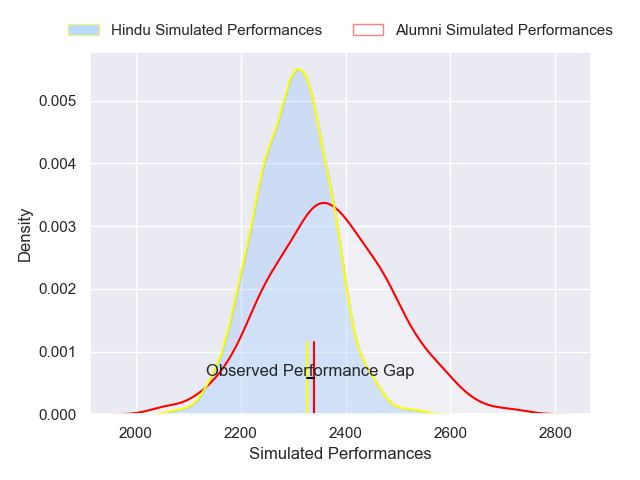 Hindu Simulated Performances Alumni Simulated Performances
0.005
0.004
Density
0.003
0.002
0.001
Observed Performance Gap
0.000
2000 2200 2400 2600 2800
Simulated Performances